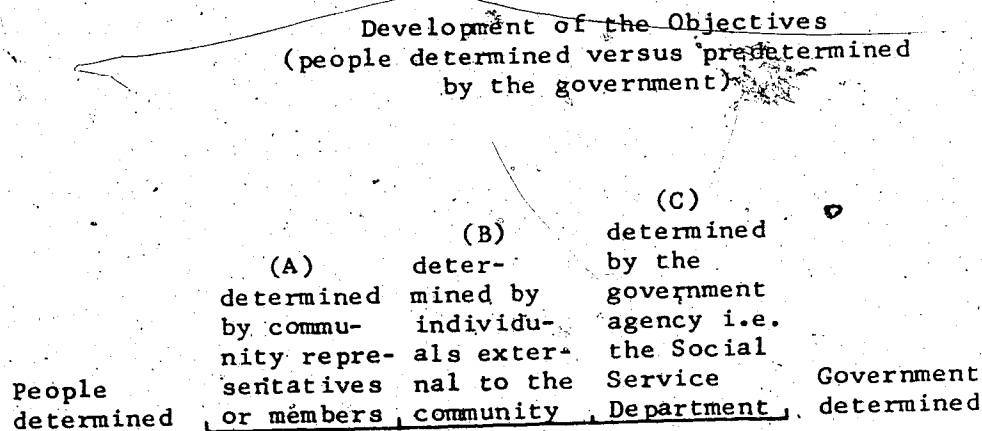 Development of the Objectives
(people determined versus predetermined
by the government)
(C)
(B) determined
(A) deter- by the
determined mined by government
by commu- individu- agency i.e.
nity repre- als exter- the Social
People sentatives nal to the Service Government
determined or members community Department determined